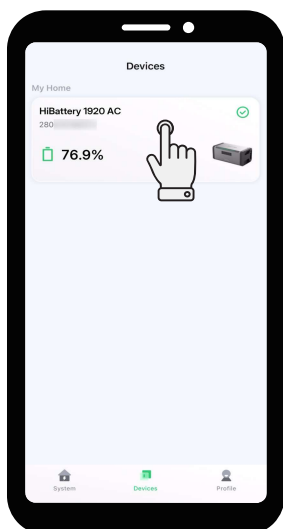 Devices
My Home
HiBattery 1920 AC
280
76.9%
System
Devices
Profile